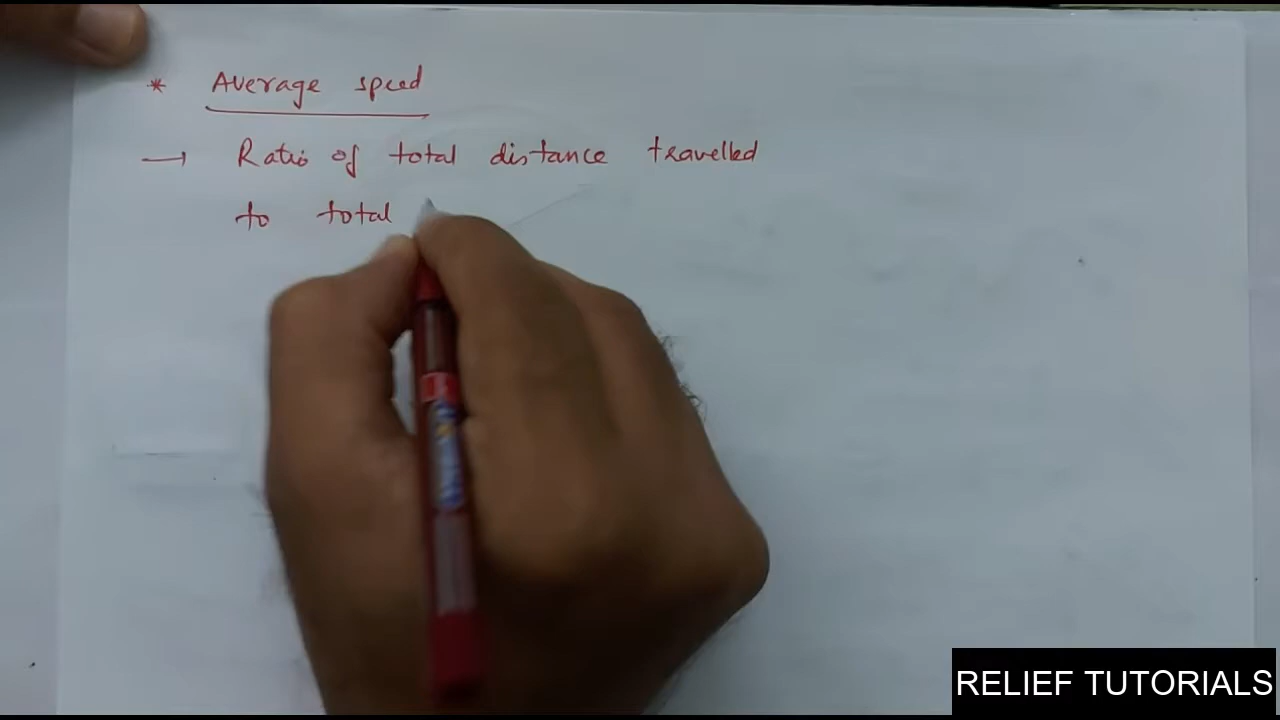 * Average speed
→ Ratio of total distance travelled
to total
RELIEF TUTORIALS